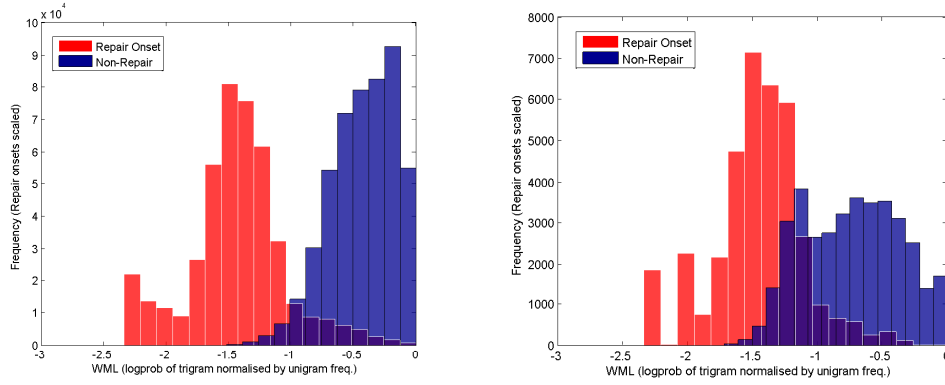 x 10⁴
10
9
8
7
6
5
4
3
2
1
0
Frequency (Repair onsets scaled)
Repair Onset
Non-Repair
-3 -2.5 -2 -1.5 -1 -0.5 0
WML (logprob of trigram normalised by unigram freq.)
8000
7000
6000
5000
4000
3000
2000
1000
0
Frequency (Repair onsets scaled)
Repair Onset
Non-Repair
-3 -2.5 -2 -1.5 -1 -0.5 0
WML (logprob of trigram normalised by unigram freq.)